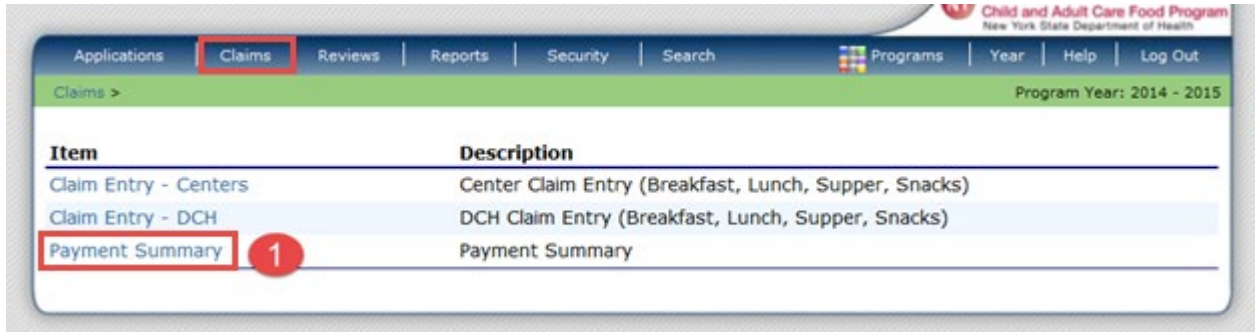 Child and Adult Care Food Program
New York State Department of Health
Applications Claims Reviews Reports Security Search Programs Year Help Log Out
Claims > Program Year: 2014 - 2015
Item Description
Claim Entry - Centers Center Claim Entry (Breakfast, Lunch, Supper, Snacks)
Claim Entry - DCH DCH Claim Entry (Breakfast, Lunch, Supper, Snacks)
Payment Summary 1 Payment Summary